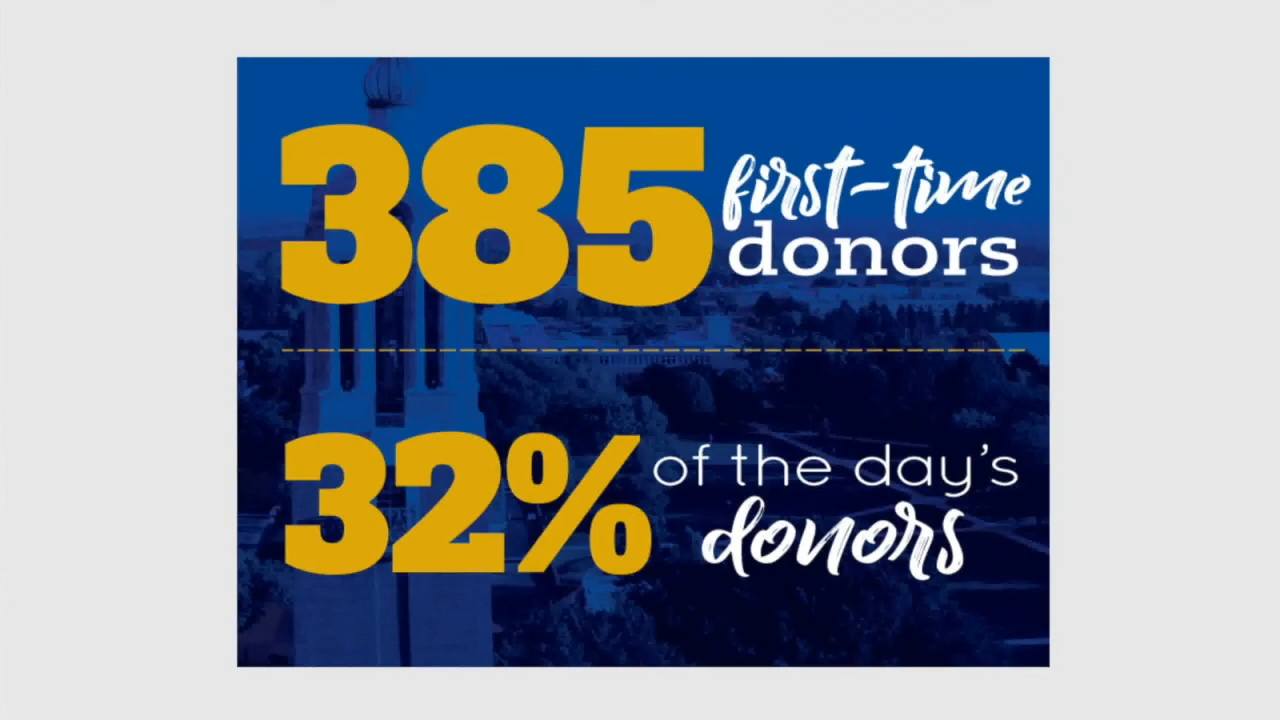 385 first-time
donors
32% of the day's
donors